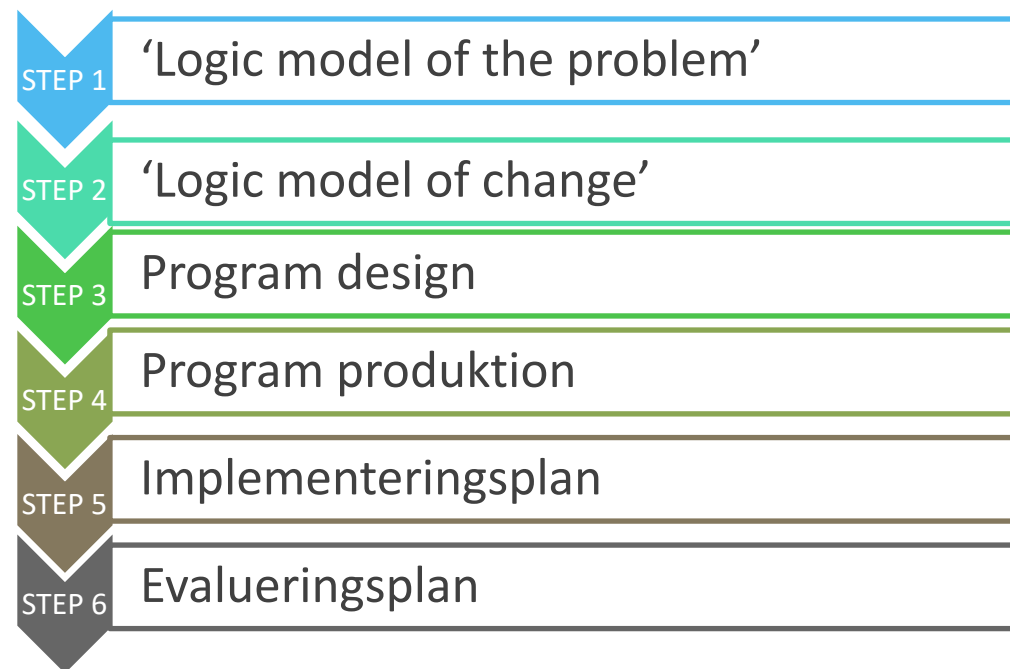 STEP 1
‘Logic model of the problem’
STEP 2
‘Logic model of change’
STEP 3
Program design
STEP 4
Program produktion
STEP 5
Implementeringsplan
STEP 6
Evalueringsplan